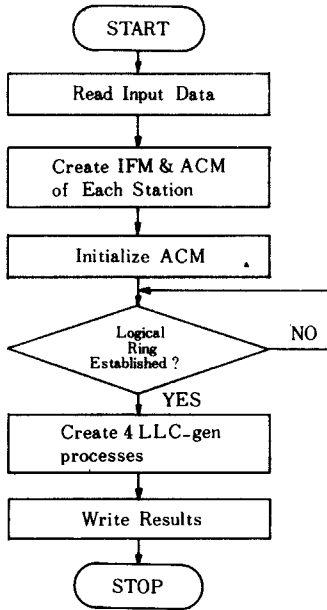 START
Read Input Data
Create IFM & ACM
of Each Station
Initialize ACM
Logical
Ring
Established ?
NO
YES
Create 4 LLC-gen
processes
Write Results
STOP